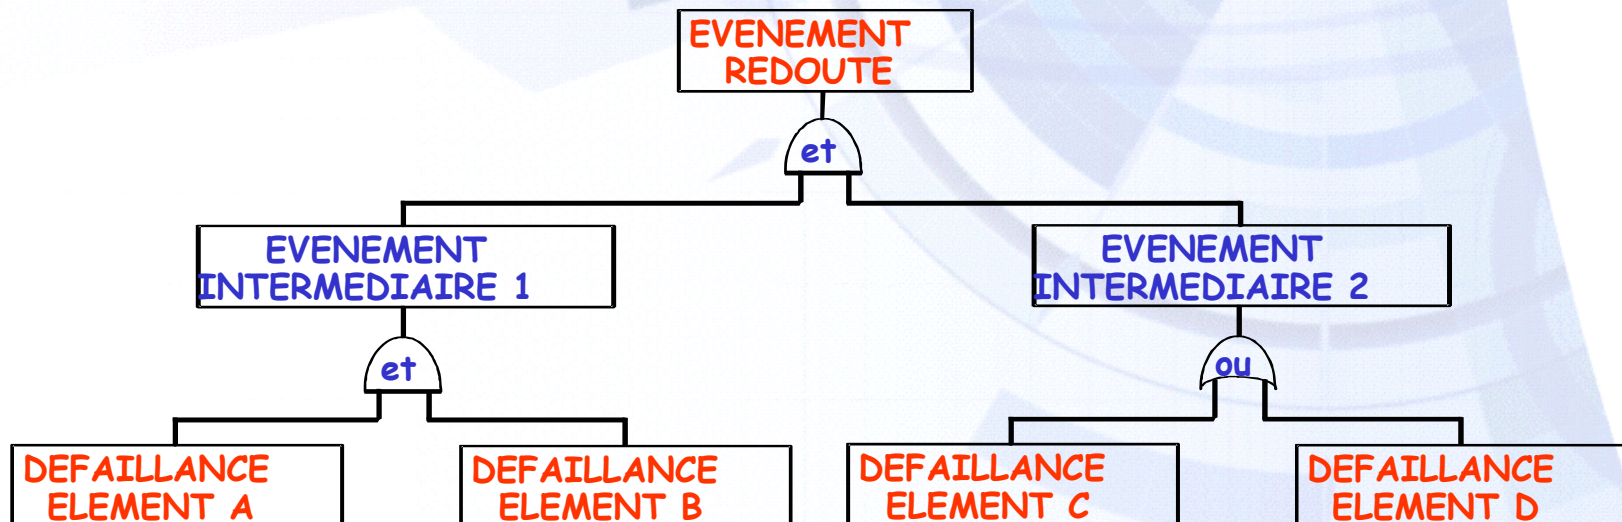 EVENEMENT
REDOUTE
et
EVENEMENT
INTERMEDIAIRE 1
EVENEMENT
INTERMEDIAIRE 2
et
ou
DEFAILLANCE
ELEMENT A
DEFAILLANCE
ELEMENT B
DEFAILLANCE
ELEMENT C
DEFAILLANCE
ELEMENT D